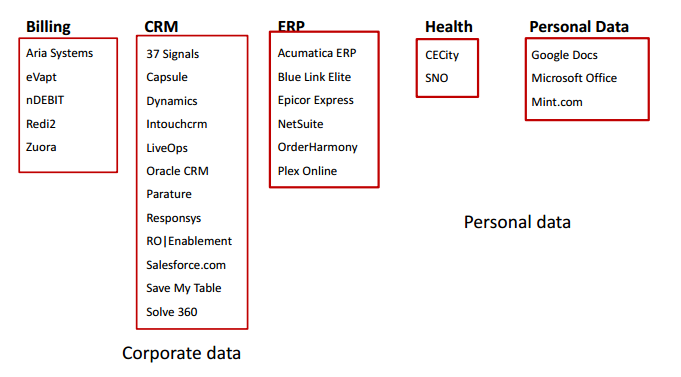 Billing
Aria Systems
eVapt
nDEBIT
Redi2
Zuora
CRM
37 Signals
Capsule
Dynamics
Intouchcrm
LiveOps
Oracle CRM
Parature
Responsys
RO|Enablement
Salesforce.com
Save My Table
Solve 360
ERP
Acumatica ERP
Blue Link Elite
Epicor Express
NetSuite
OrderHarmony
Plex Online
Health
CECity
SNO
Personal Data
Google Docs
Microsoft Office
Mint.com
Personal data
Corporate data